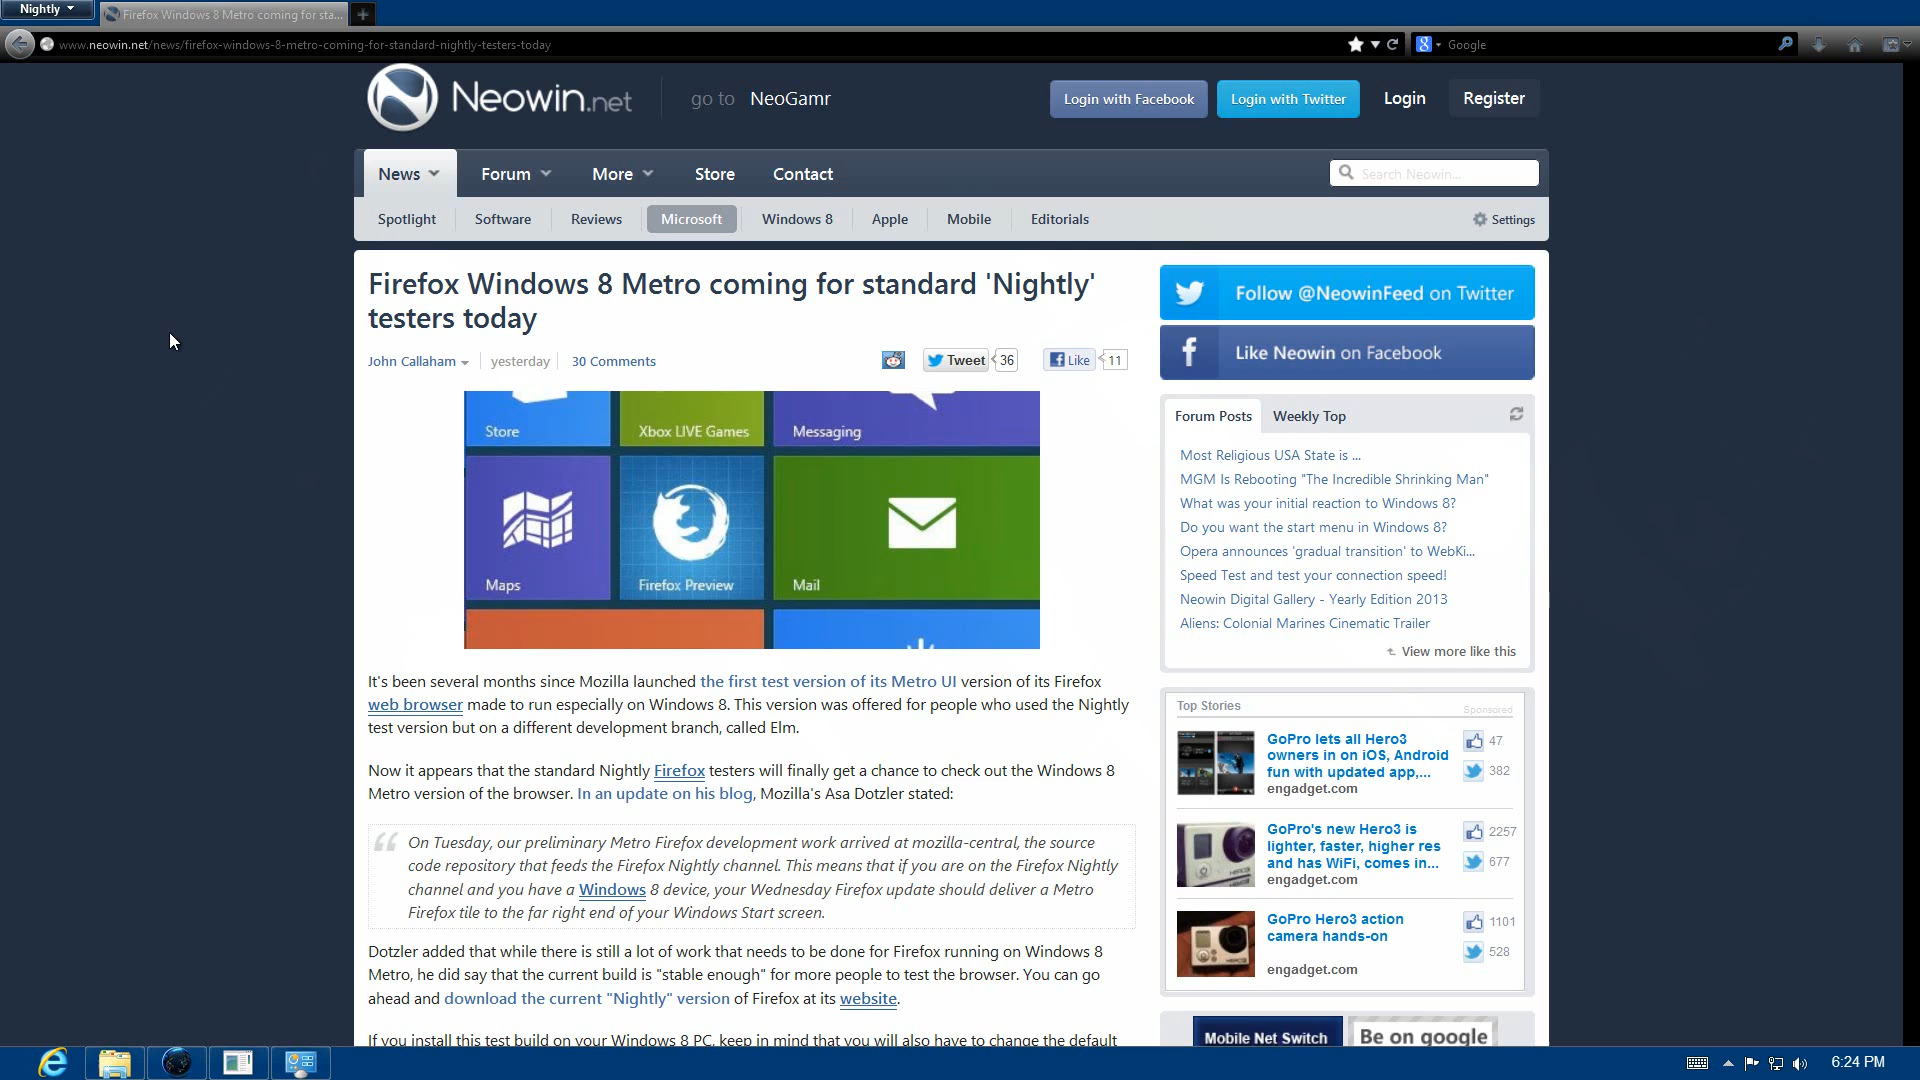 Nightly
Firefox Windows 8 Metro coming for sta...
www.neowin.net/news/firefox-windows-8-metro-coming-for-standard-nightly-testers-today
Google
Neowin.net
go to NeoGamr
Login with Facebook
Login with Twitter
Login
Register
News
Forum
More
Store
Contact
Search Neowin...
Spotlight
Software
Reviews
Microsoft
Windows 8
Apple
Mobile
Editorials
Settings
Firefox Windows 8 Metro coming for standard 'Nightly'
testers today
John Callaham
yesterday
30 Comments
Tweet
36
Like
11
Store
Xbox LIVE Games
Messaging
Maps
Firefox Preview
Mail
It's been several months since Mozilla launched the first test version of its Metro UI version of its Firefox
web browser made to run especially on Windows 8. This version was offered for people who used the Nightly
test version but on a different development branch, called Elm.
Now it appears that the standard Nightly Firefox testers will finally get a chance to check out the Windows 8
Metro version of the browser. In an update on his blog, Mozilla's Asa Dotzler stated:
On Tuesday, our preliminary Metro Firefox development work arrived at mozilla-central, the source
code repository that feeds the Firefox Nightly channel. This means that if you are on the Firefox Nightly
channel and you have a Windows 8 device, your Wednesday Firefox update should deliver a Metro
Firefox tile to the far right end of your Windows Start screen.
Dotzler added that while there is still a lot of work that needs to be done for Firefox running on Windows 8
Metro, he did say that the current build is "stable enough" for more people to test the browser. You can go
ahead and download the current "Nightly" version of Firefox at its website.
If you install this test build on your Windows 8 PC, keep in mind that you will also have to change the default
Follow @NeowinFeed on Twitter
Like Neowin on Facebook
Forum Posts
Weekly Top
Most Religious USA State is ...
MGM Is Rebooting "The Incredible Shrinking Man"
What was your initial reaction to Windows 8?
Do you want the start menu in Windows 8?
Opera announces 'gradual transition' to WebKi...
Speed Test and test your connection speed!
Neowin Digital Gallery - Yearly Edition 2013
Aliens: Colonial Marines Cinematic Trailer
View more like this
Top Stories
Sponsored
GoPro lets all Hero3
owners in on iOS, Android
fun with updated app,...
engadget.com
47
382
GoPro's new Hero3 is
lighter, faster, higher res
and has WiFi, comes in...
engadget.com
2257
677
GoPro Hero3 action
camera hands-on
engadget.com
1101
528
Mobile Net Switch
Be on google
6:24 PM